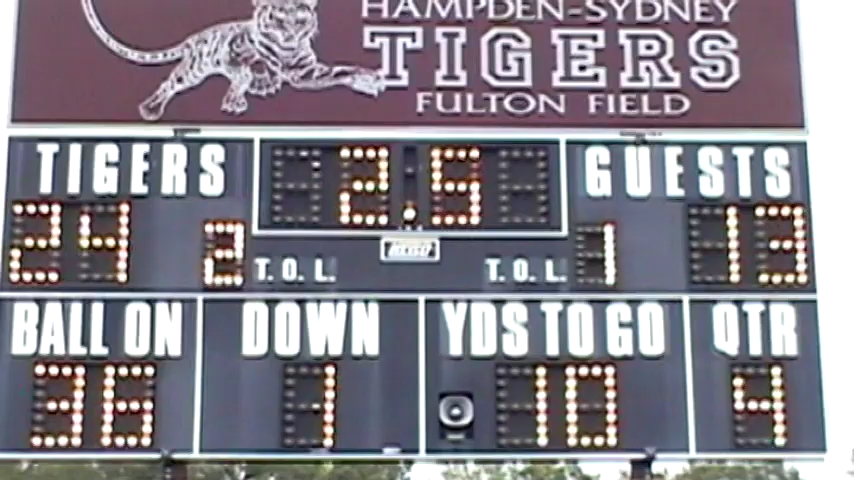 HAMPDEN-SYDNEY
TIGERS
FULTON FIELD
TIGERS 2.5 GUESTS
24 2 T.O.L. T.O.L. 1 13
BALL ON DOWN YDS TO GO QTR
36 1 10 4